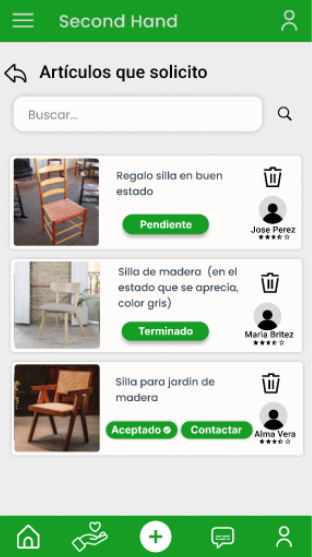 Second Hand
Artículos que solicito
Buscar...
Regalo silla en buen
estado
Pendiente
Jose Perez
Silla de madera (en el
estado que se aprecia,
color gris)
Terminado
Maria Britez
Silla para jardin de
madera
Aceptado
Contactar
Alma Vera